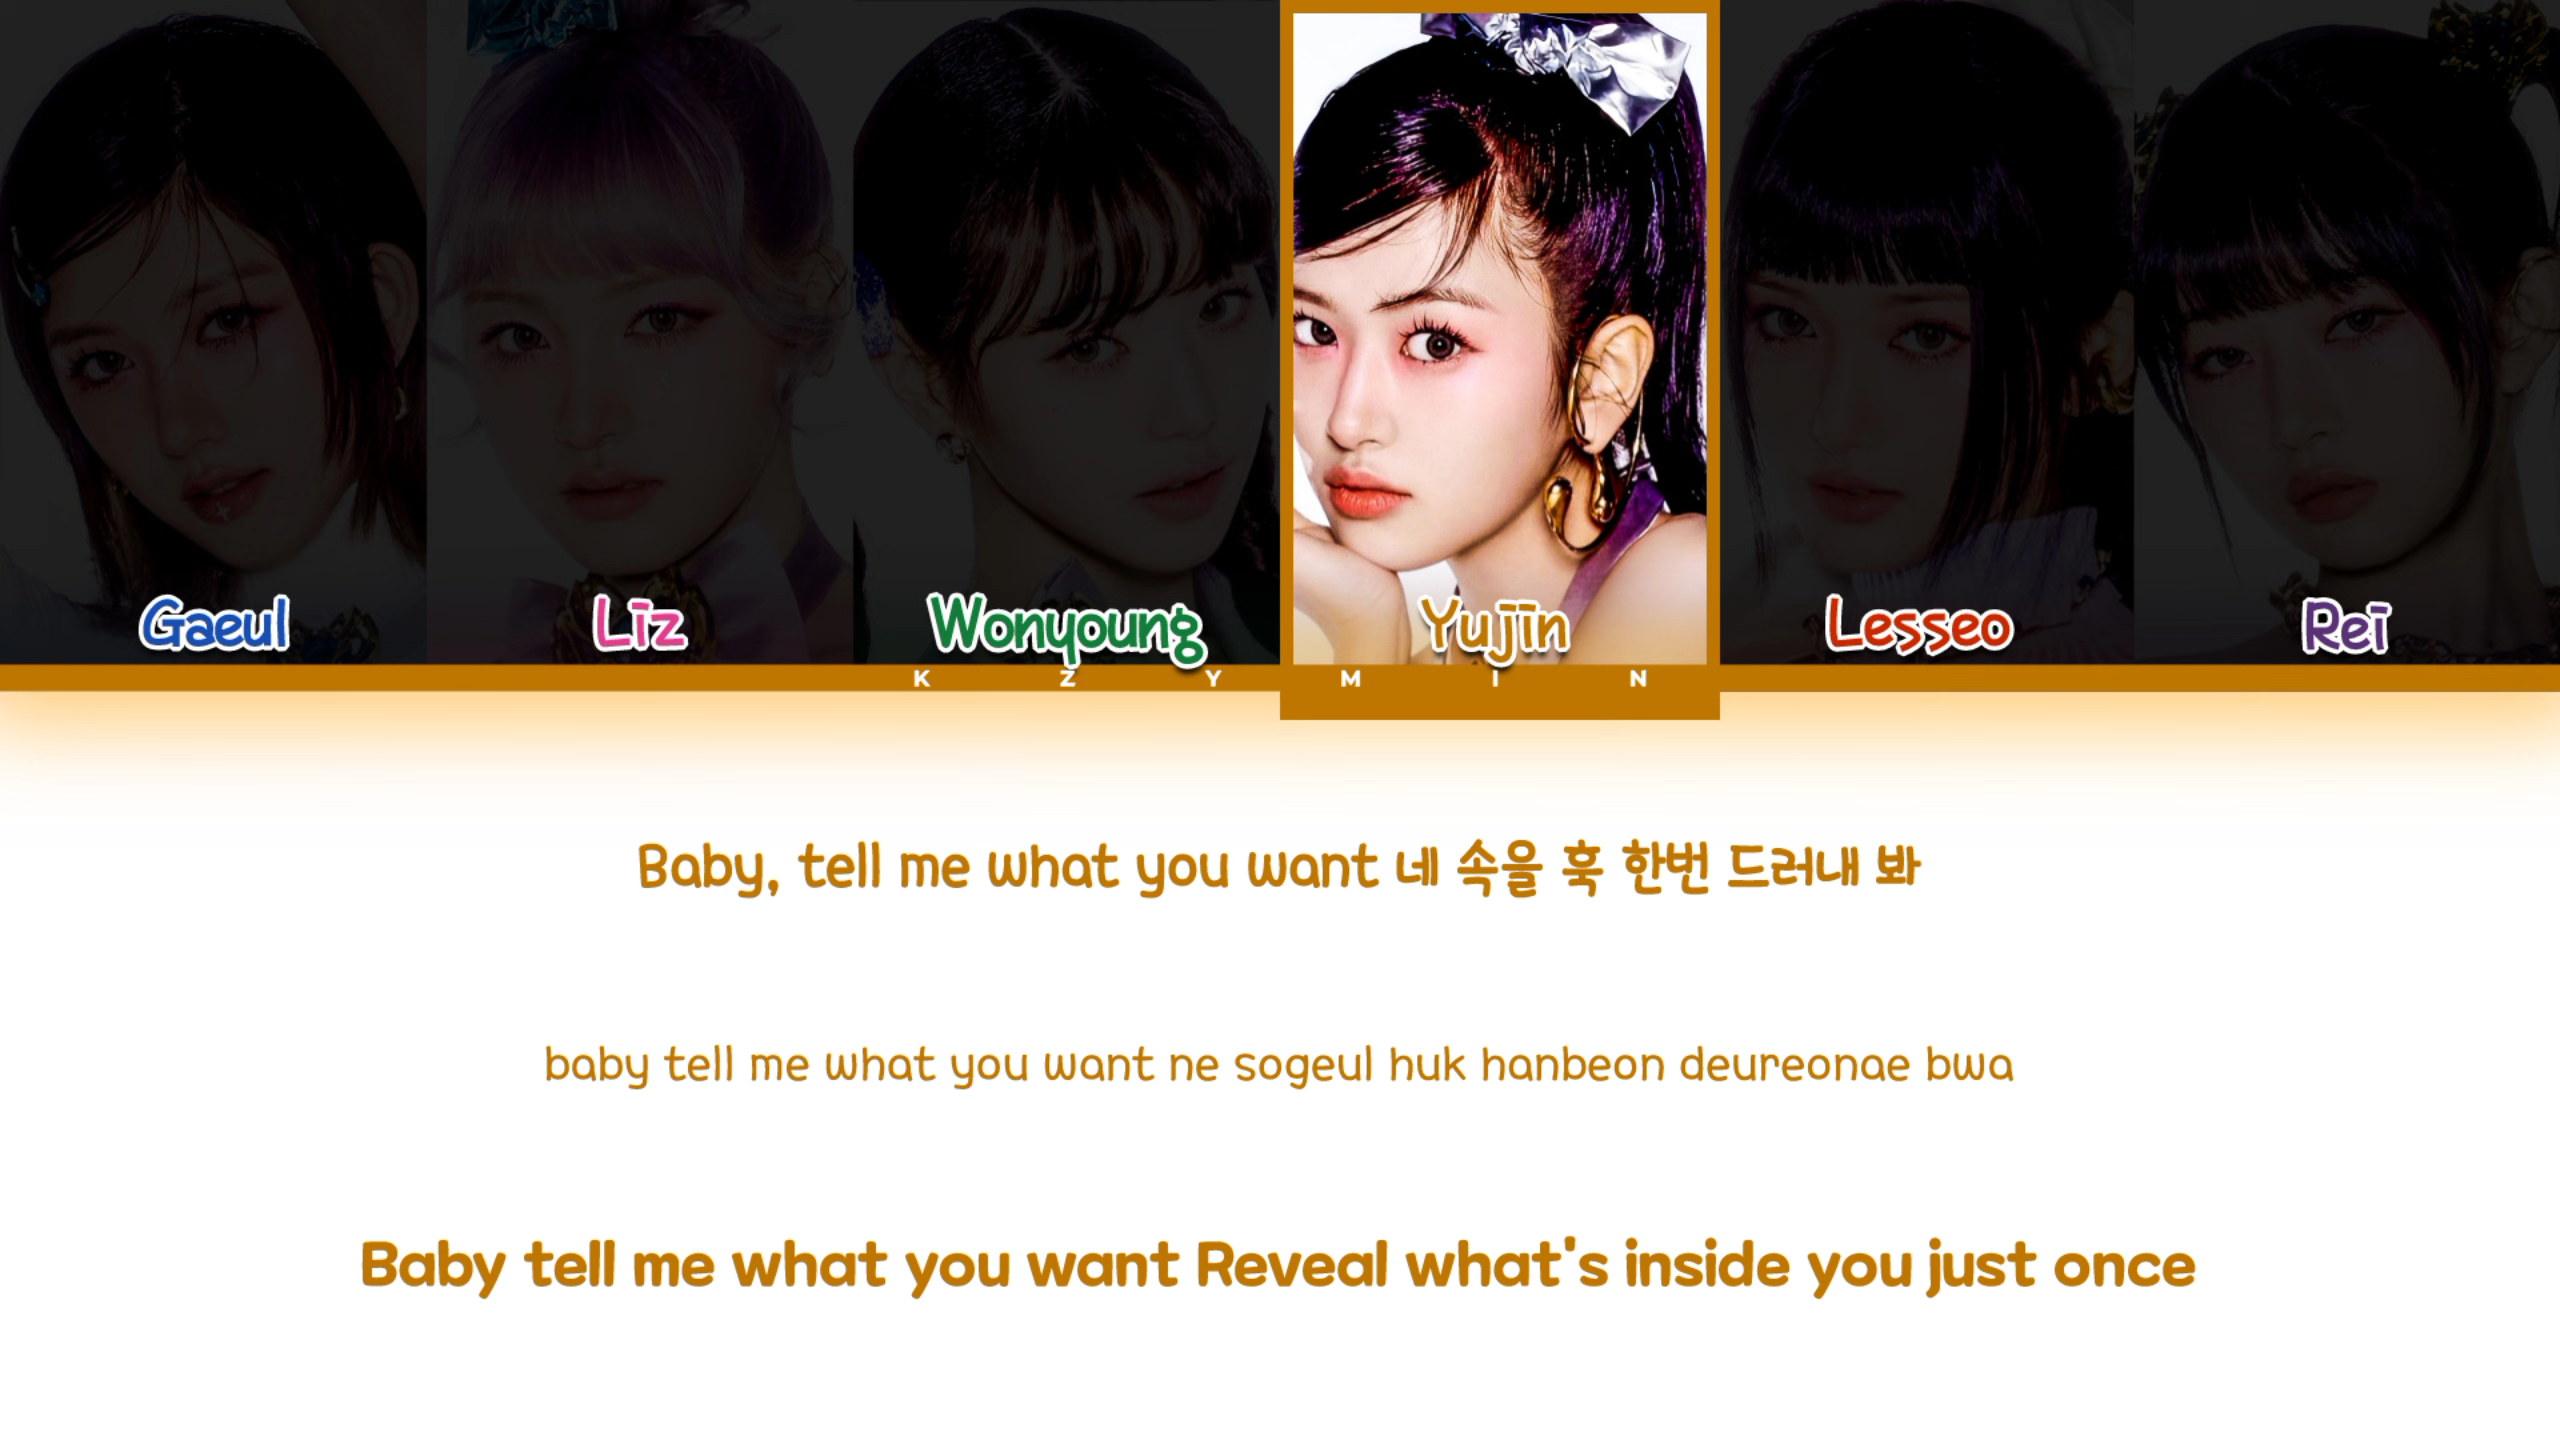 Gaeul
Liz
Wonyoung
Yujin
Lesseo
Rei
K Z Y M I N
Baby, tell me what you want 네 속을 훅 한번 드러내 봐
baby tell me what you want ne sogeul huk hanbeon deureonae bwa
Baby tell me what you want Reveal what's inside you just once